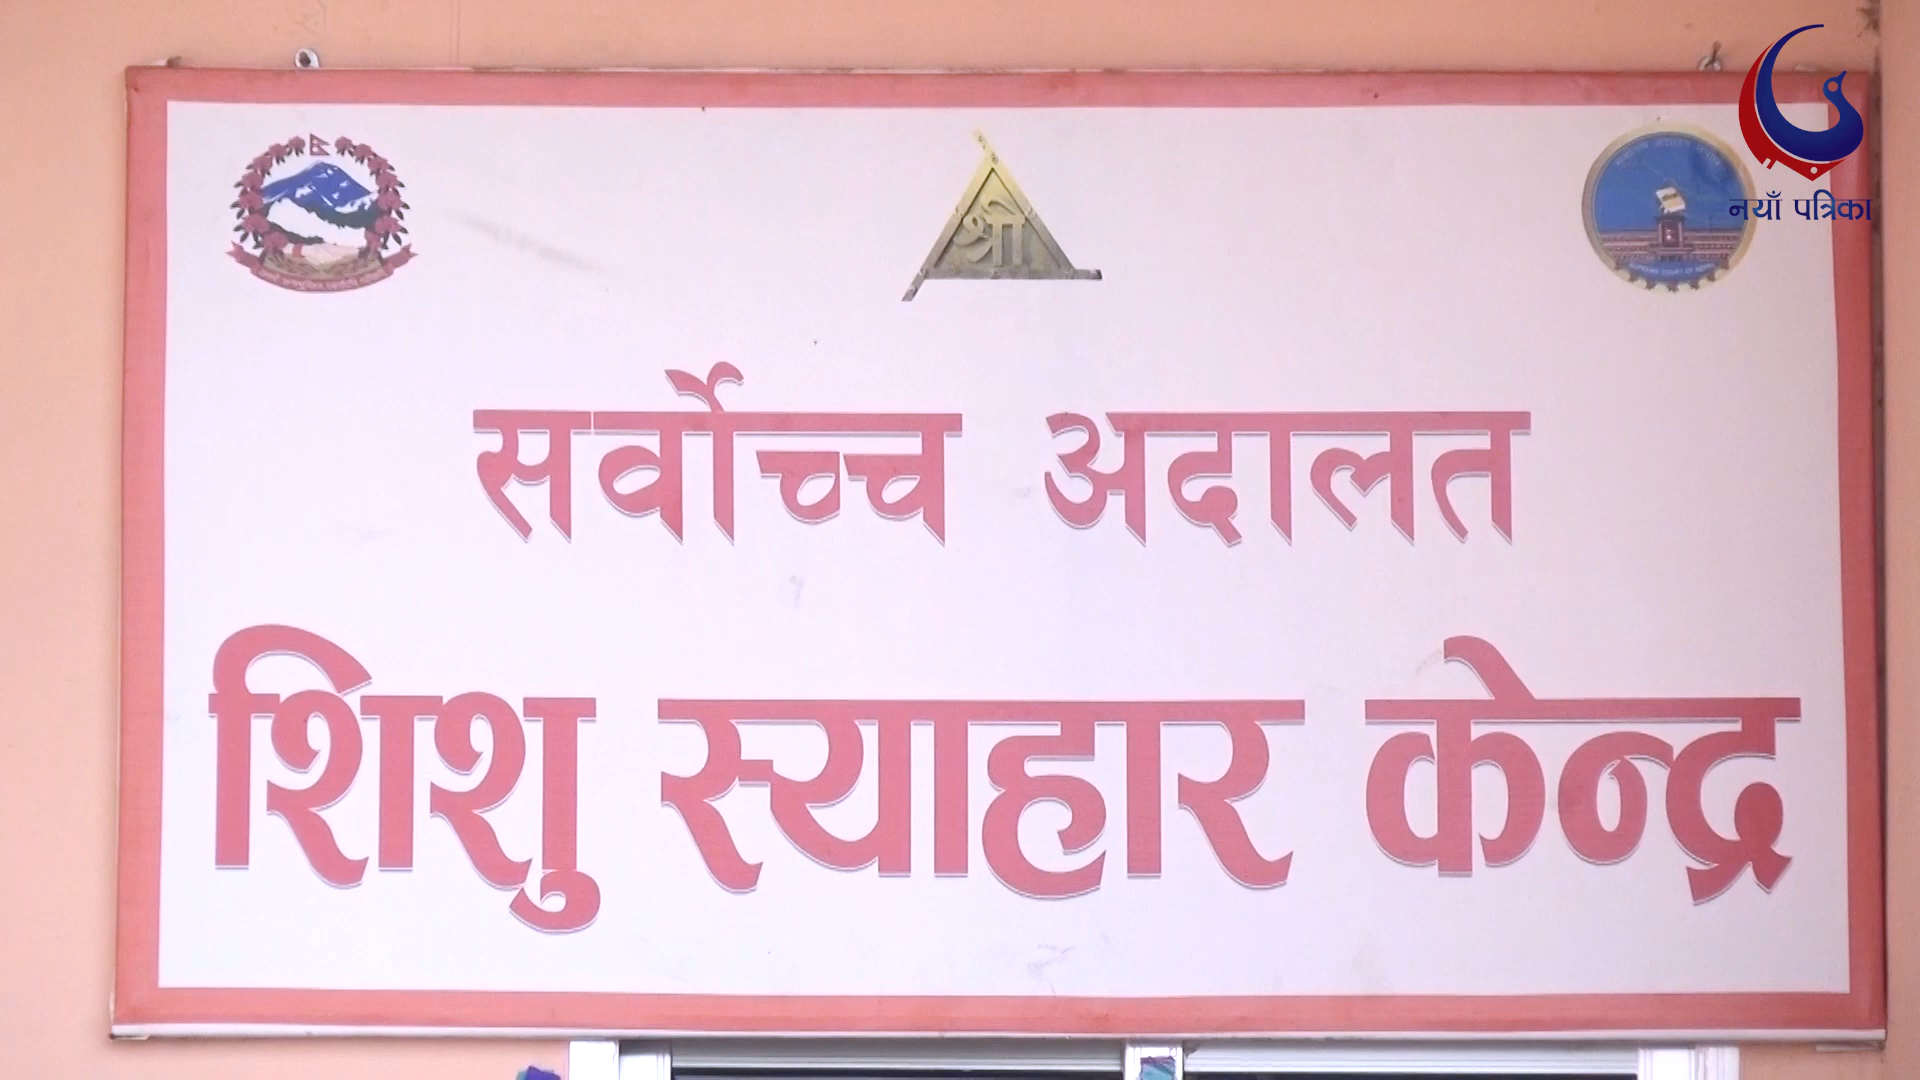 नयाँ पत्रिका
श्री
सर्वोच्च अदालत
शिशु स्याहार केन्द्र